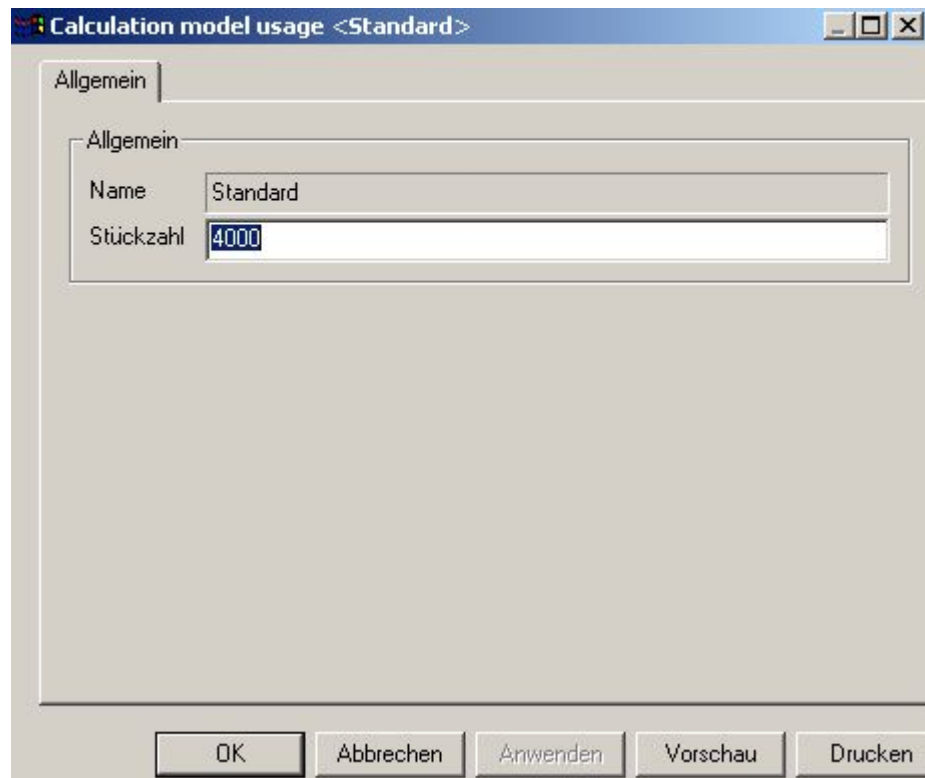 Calculation model usage <Standard>
Allgemein
Allgemein
Name Standard
Stückzahl 4000
OK Abbrechen Anwenden Vorschau Drucken